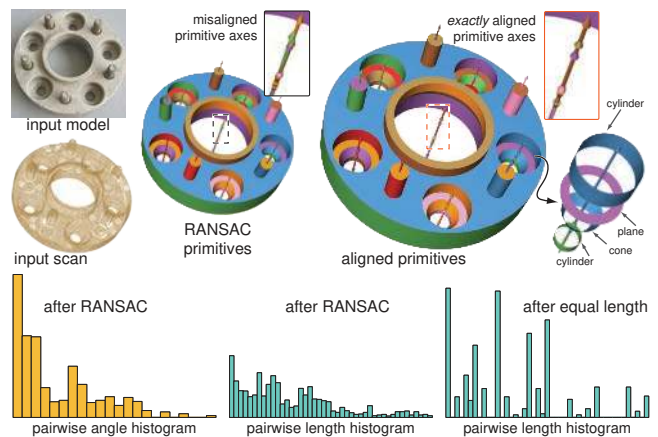 misaligned
primitive axes
exactly aligned
primitive axes
input model
input scan
RANSAC
primitives
aligned primitives
cylinder
plane
cone
cylinder
after RANSAC
after RANSAC
after equal length
pairwise angle histogram
pairwise length histogram
pairwise length histogram